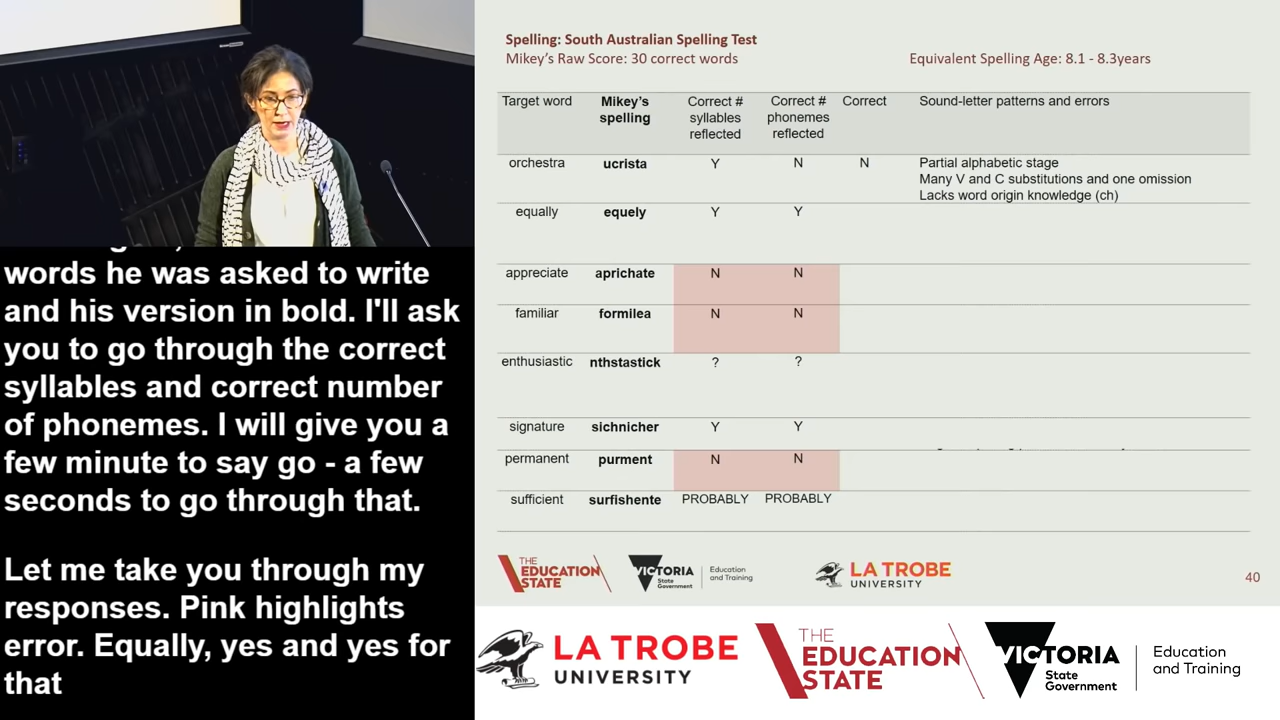 words he was asked to write
and his version in bold. I'll ask
you to go through the correct
syllables and correct number
of phonemes. I will give you a
few minute to say go - a few
seconds to go through that.
Let me take you through my
responses. Pink highlights
error. Equally, yes and yes for
that
Spelling: South Australian Spelling Test
Mikey's Raw Score: 30 correct words
Equivalent Spelling Age: 8.1 - 8.3years
Target word Mikey's spelling Correct # syllables reflected Correct # phonemes reflected Correct Sound-letter patterns and errors
orchestra ucrista Y N N Partial alphabetic stage
Many V and C substitutions and one omission
Lacks word origin knowledge (ch)
equally equely Y Y
appreciate aprichate N N
familiar formilea N N
enthusiastic nthstastick ? ?
signature sichnicher Y Y
permanent purment N N
sufficient surfishente PROBABLY PROBABLY
THE EDUCATION STATE
VICTORIA State Government
Education and Training
LA TROBE UNIVERSITY
40
LA TROBE
UNIVERSITY
THE
EDUCATION
STATE
VICTORIA
State
Government
Education
and Training